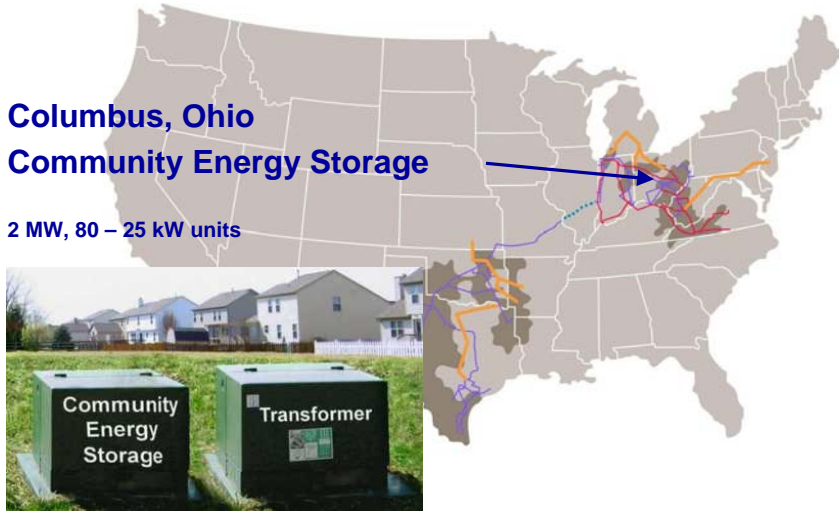 Columbus, Ohio
Community Energy Storage
2 MW, 80 – 25 kW units
Community
Energy
Storage
Transformer